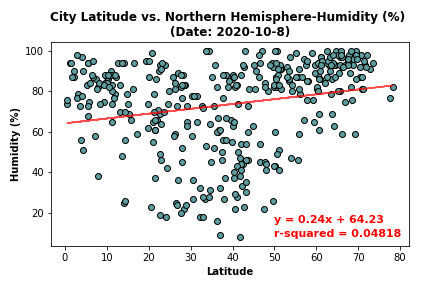 City Latitude vs. Northern Hemisphere-Humidity (%)
(Date: 2020-10-8)
Humidity (%)
100
80
60
40
20
y = 0.24x + 64.23
r-squared = 0.04818
0 10 20 30 40 50 60 70 80
Latitude